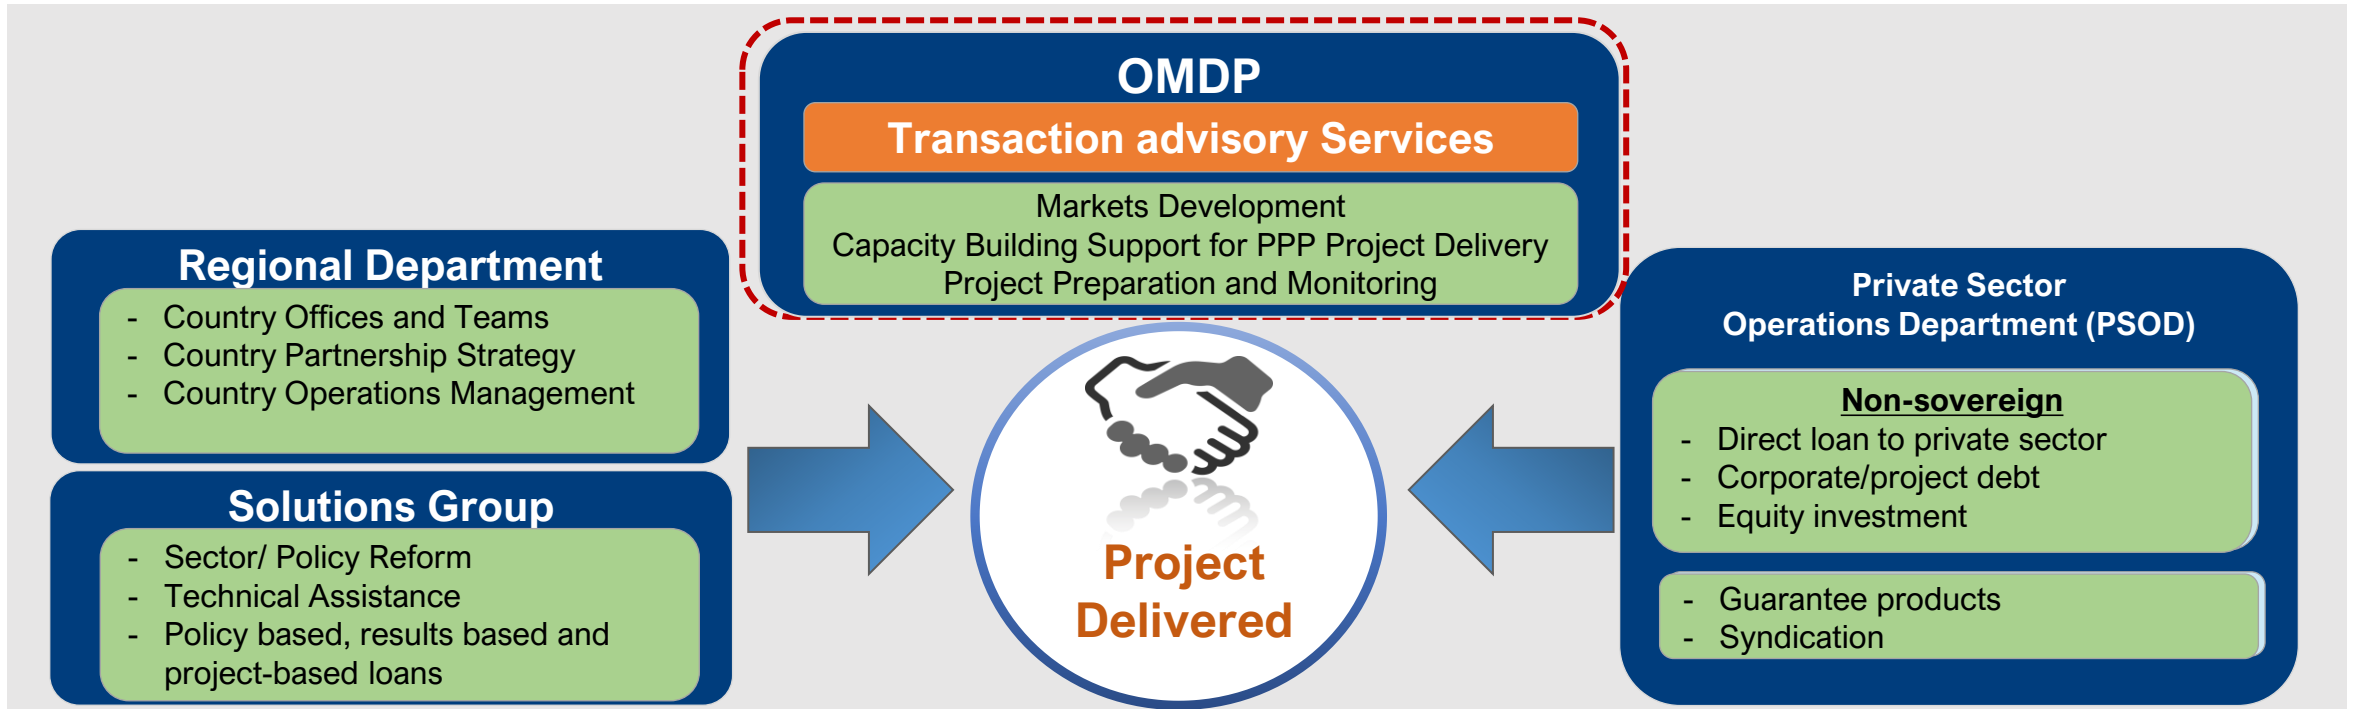 OMDP
Transaction advisory Services
Markets Development
Capacity Building Support for PPP Project Delivery
Project Preparation and Monitoring
Regional Department
- Country Offices and Teams
- Country Partnership Strategy
- Country Operations Management
Solutions Group
- Sector/ Policy Reform
- Technical Assistance
- Policy based, results based and
project-based loans
Project
Delivered
Private Sector
Operations Department (PSOD)
Non-sovereign
- Direct loan to private sector
- Corporate/project debt
- Equity investment
- Guarantee products
- Syndication